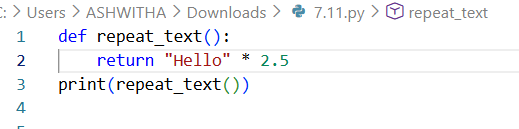 C: > Users > ASHWITHA > Downloads > 7.11.py > repeat_text
1 def repeat_text():
2     return "Hello" * 2.5
3 print(repeat_text())
4
5